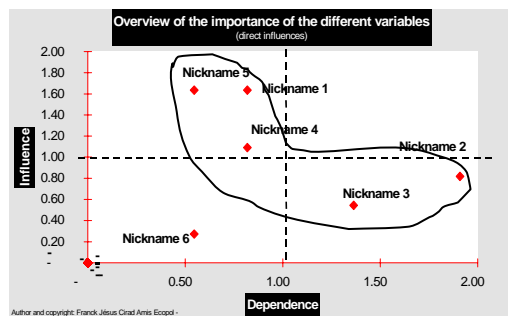 Overview of the importance of the different variables
(direct influences)
2.00
1.80
1.60
1.40
1.20
1.00
0.80
0.60
0.40
0.20
-
Influence
Nickname 5
Nickname 1
Nickname 4
Nickname 2
Nickname 3
Nickname 6
-
0.50
1.00
1.50
2.00
Dependence
Author and copyright: Franck Jésus Cirad Amis Ecopol -